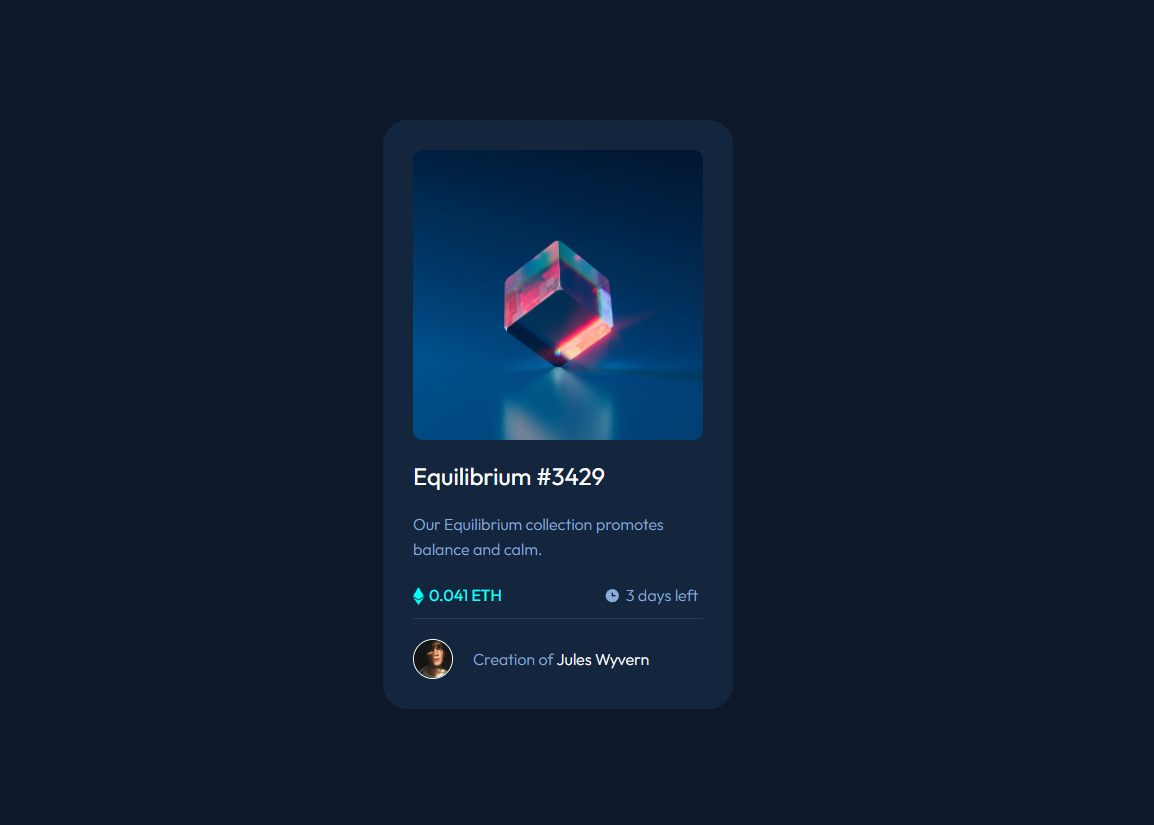 Equilibrium #3429
Our Equilibrium collection promotes
balance and calm.
0.041 ETH 3 days left
Creation of Jules Wyvern